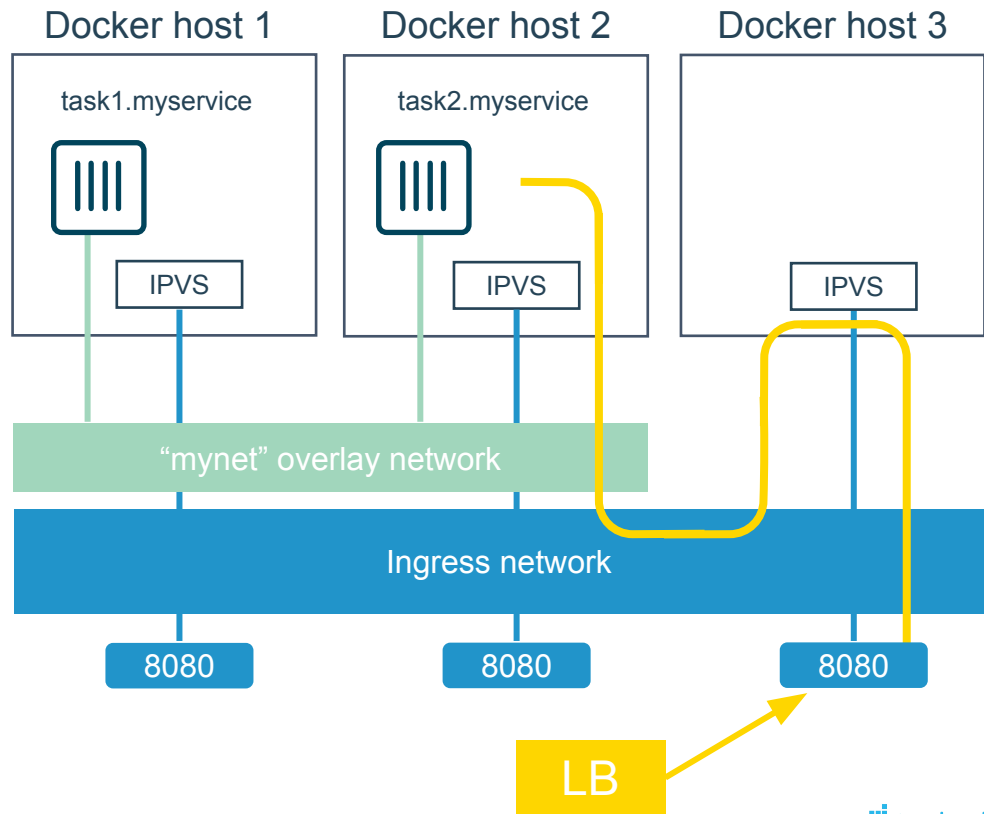 Docker host 1
Docker host 2
Docker host 3
task1.myservice
task2.myservice
IPVS
IPVS
IPVS
“mynet” overlay network
Ingress network
8080
8080
8080
LB